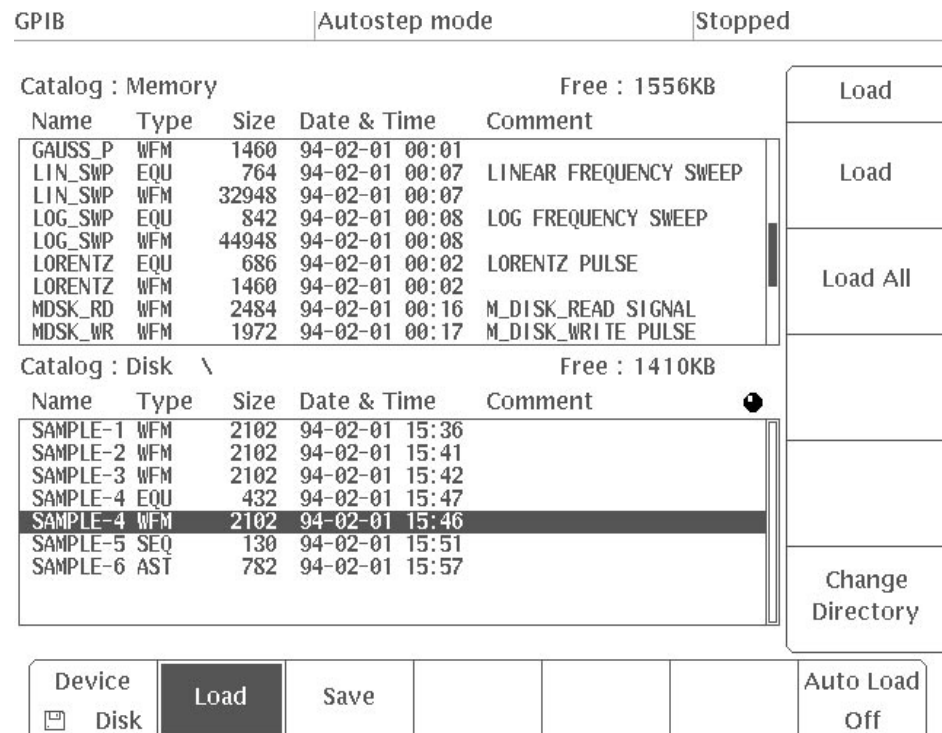 GPIB Autostep mode Stopped
Catalog : Memory Free : 1556KB
Name Type Size Date & Time Comment
GAUSS_P WFM 1460 94-02-01 00:01
LIN_SWP EQU 764 94-02-01 00:07 LINEAR FREQUENCY SWEEP
LIN_SWP WFM 32948 94-02-01 00:07
LOG_SWP EQU 842 94-02-01 00:08 LOG FREQUENCY SWEEP
LOG_SWP WFM 44948 94-02-01 00:08
LORENTZ EQU 686 94-02-01 00:02 LORENTZ PULSE
LORENTZ WFM 1460 94-02-01 00:02
MDSK_RD WFM 2484 94-02-01 00:16 M_DISK_READ SIGNAL
MDSK_WR WFM 1972 94-02-01 00:17 M_DISK_WRITE PULSE
Catalog : Disk \ Free : 1410KB
Name Type Size Date & Time Comment
SAMPLE-1 WFM 2102 94-02-01 15:36
SAMPLE-2 WFM 2102 94-02-01 15:41
SAMPLE-3 WFM 2102 94-02-01 15:42
SAMPLE-4 EQU 432 94-02-01 15:47
SAMPLE-4 WFM 2102 94-02-01 15:46
SAMPLE-5 SEQ 130 94-02-01 15:51
SAMPLE-6 AST 782 94-02-01 15:57
Load
Load
Load All
Change
Directory
Device
Disk
Load
Save
Auto Load
Off